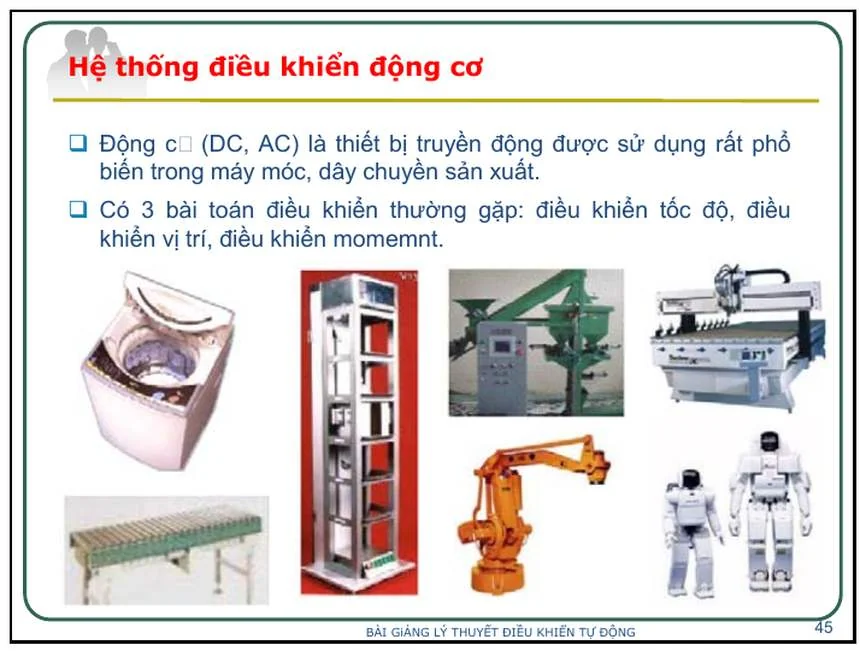 Hệ thống điều khiển động cơ
Động c□ (DC, AC) là thiết bị truyền động được sử dụng rất phổ
biến trong máy móc, dây chuyền sản xuất.
Có 3 bài toán điều khiển thường gặp: điều khiển tốc độ, điều
khiển vị trí, điều khiển momemnt.
BÀI GiẢNG LÝ THUYẾT ĐIỀU KHIỂN TỰ ĐỘNG
45